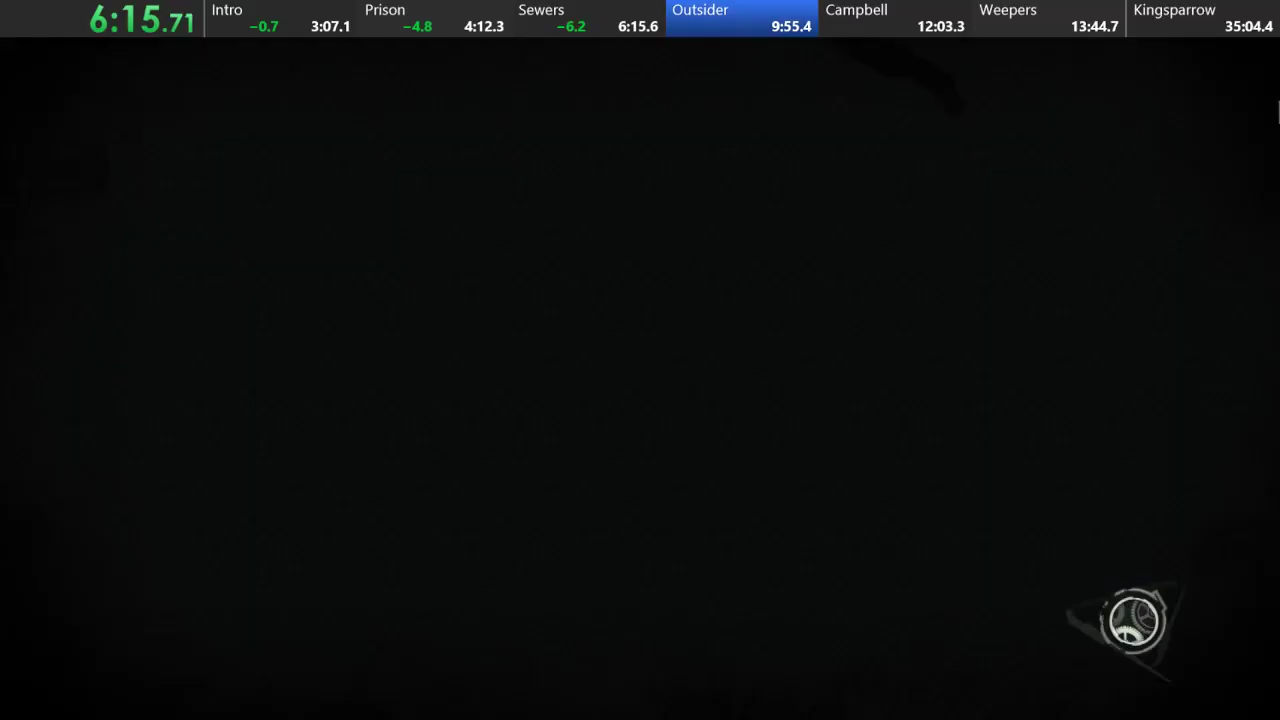 6:15.71
Intro
−0.7 3:07.1
Prison
−4.8 4:12.3
Sewers
−6.2 6:15.6
Outsider
9:55.4
Campbell
12:03.3
Weepers
13:44.7
Kingsparrow
35:04.4